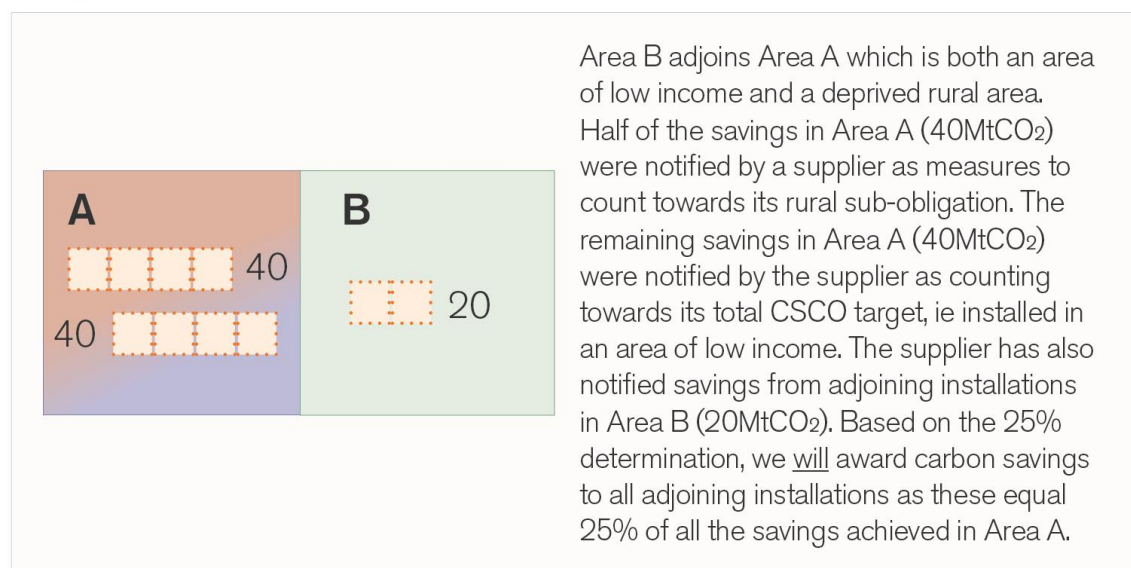 A
40
40
B
20
Area B adjoins Area A which is both an area
of low income and a deprived rural area.
Half of the savings in Area A (40MtCO₂)
were notified by a supplier as measures to
count towards its rural sub-obligation. The
remaining savings in Area A (40MtCO₂)
were notified by the supplier as counting
towards its total CSCO target, ie installed in
an area of low income. The supplier has also
notified savings from adjoining installations
in Area B (20MtCO₂). Based on the 25%
determination, we will award carbon savings
to all adjoining installations as these equal
25% of all the savings achieved in Area A.